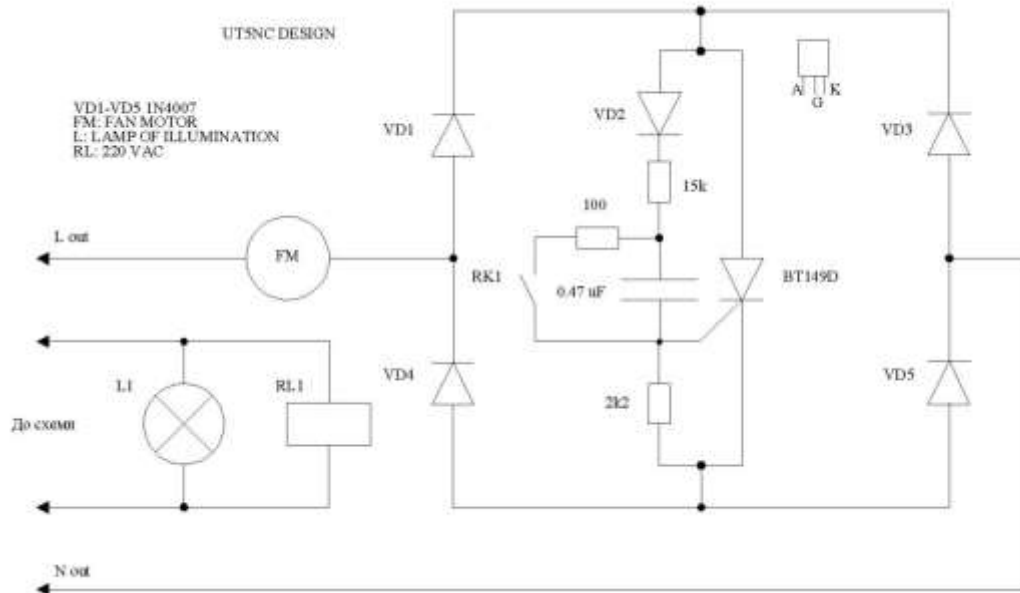 UT5NC DESIGN
VD1-VD5 1N4007
FM: FAN MOTOR
L: LAMP OF ILLUMINATION
RL: 220 VAC
A K
G
VD1
VD2
VD3
15k
100
L out
FM
RK1
0.47 uF
BT149D
L1
RL1
VD4
VD5
2k2
До схеми
N out